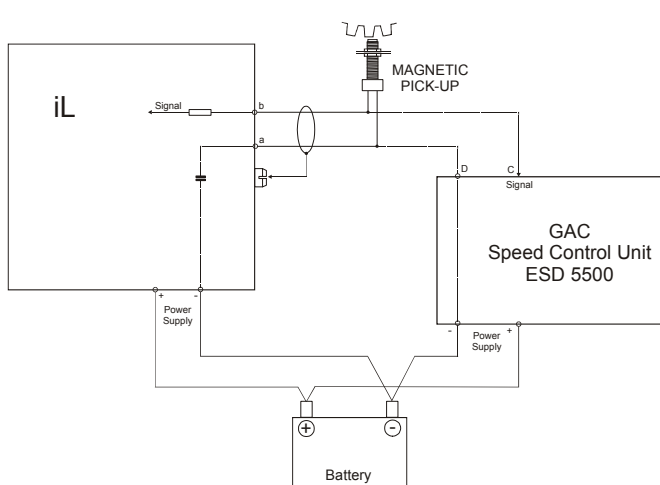 MAGNETIC
PICK-UP
iL
Signal
b
a
D
C
Signal
GAC
Speed Control Unit
ESD 5500
+
-
Power
Supply
-
+
Power
Supply
+
-
Battery